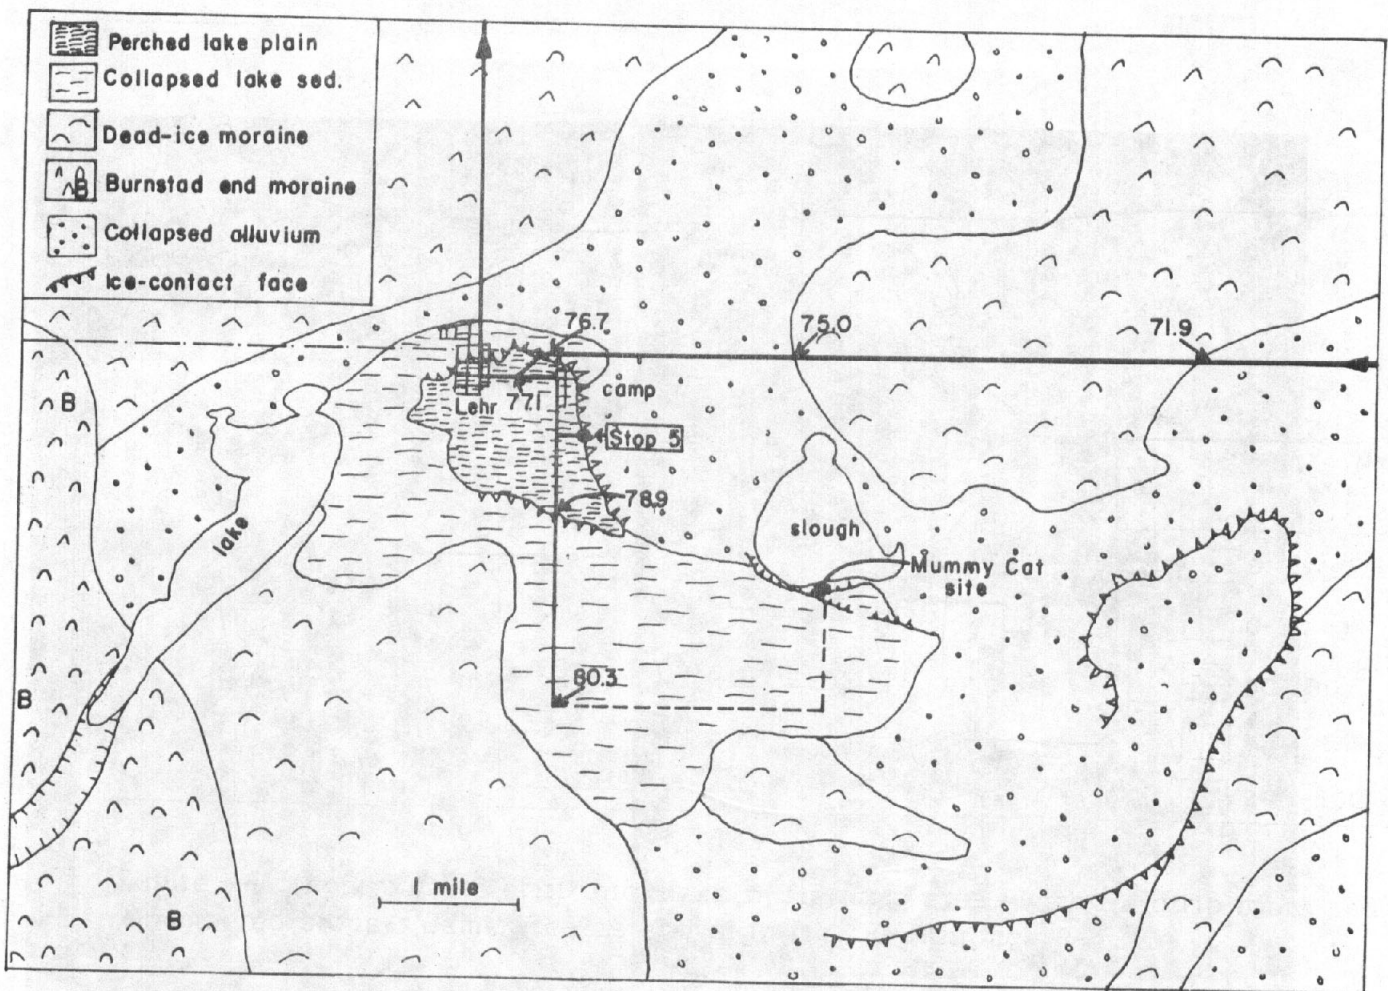 Perched lake plain
Collapsed lake sed.
Dead-ice moraine
B
Burnstad end moraine
Collapsed alluvium
Ice-contact face
76.7
75.0
71.9
B
Lehr
77.1
camp
Stop 5
78.9
lake
slough
Mummy Cat
site
80.3
B
B
B
1 mile